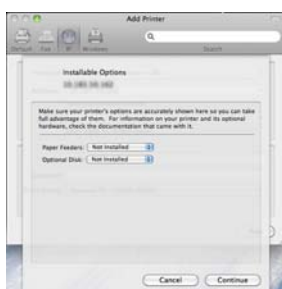 Add Printer
Default Fax IP Windows Search
Installable Options
Make sure your printer's options are accurately shown here so you can take
full advantage of them. For information on your printer and its optional
hardware, check the documentation that came with it.
Paper Feeders: Not Installed
Optional Disk: Not Installed
Cancel Continue